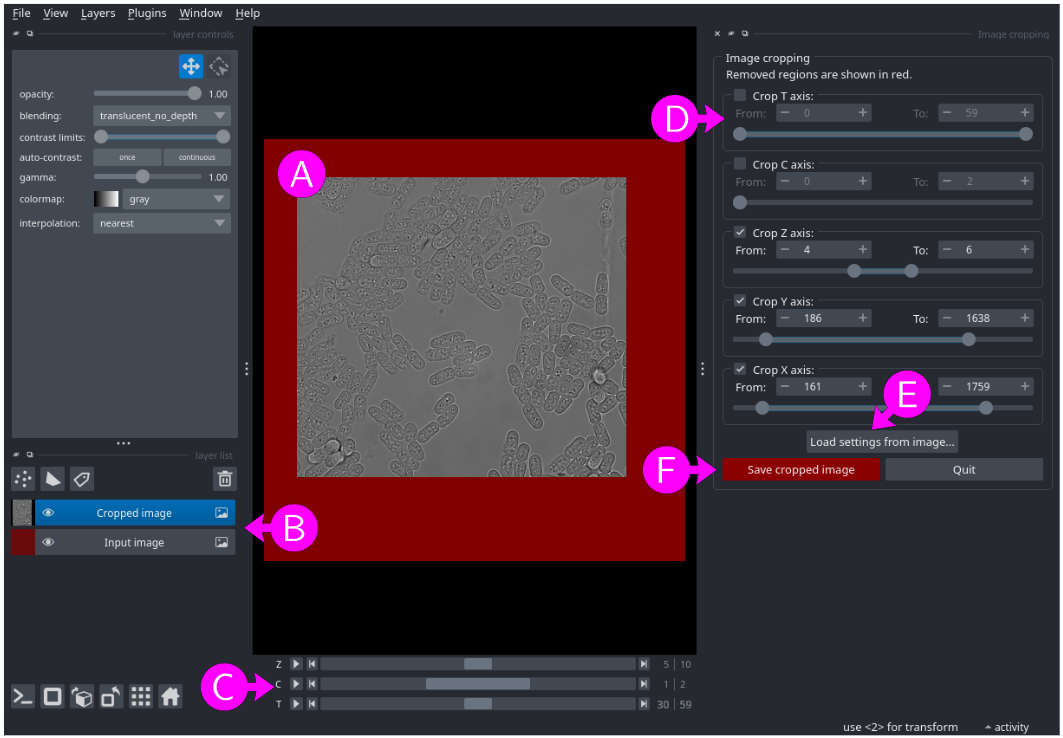 File View Layers Plugins Window Help
layer controls
opacity: 1.00
blending: translucent_no_depth
contrast limits:
auto-contrast: once continuous
gamma: 1.00
colormap: gray
interpolation: nearest
layer list
Cropped image
Input image
A
B
C
Z 5 | 10
C 1 | 2
T 30 | 59
Image cropping
Image cropping
Removed regions are shown in red.
D
Crop T axis:
From: − 0 + To: − 59 +
Crop C axis:
From: − 0 + To: − 2 +
Crop Z axis:
From: − 4 + To: − 6 +
Crop Y axis:
From: − 186 + To: − 1638 +
Crop X axis:
From: − 161 + − 1759 +
E
Load settings from image...
F
Save cropped image Quit
use <2> for transform activity